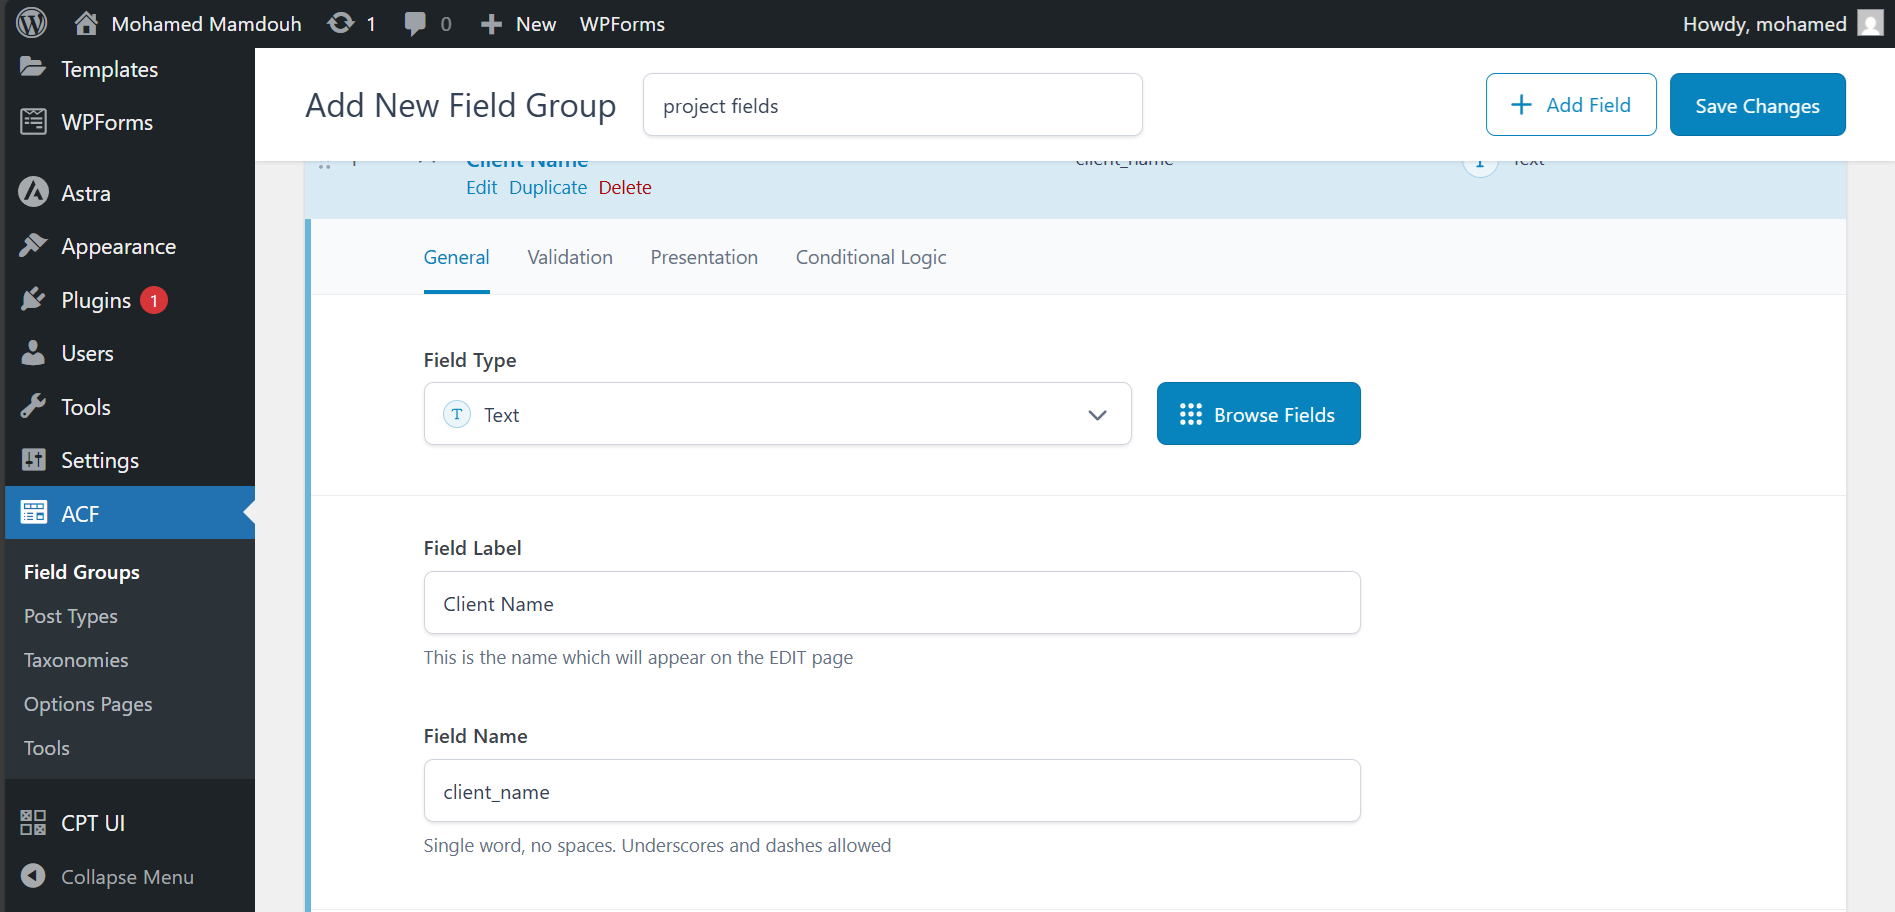 Mohamed Mamdouh 1 0 New WPForms Howdy, mohamed
Templates
WPForms
Astra
Appearance
Plugins 1
Users
Tools
Settings
ACF
Field Groups
Post Types
Taxonomies
Options Pages
Tools
CPT UI
Collapse Menu
Add New Field Group project fields Add Field Save Changes
Client Name client_name Text
Edit Duplicate Delete
General Validation Presentation Conditional Logic
Field Type
Text Browse Fields
Field Label
Client Name
This is the name which will appear on the EDIT page
Field Name
client_name
Single word, no spaces. Underscores and dashes allowed